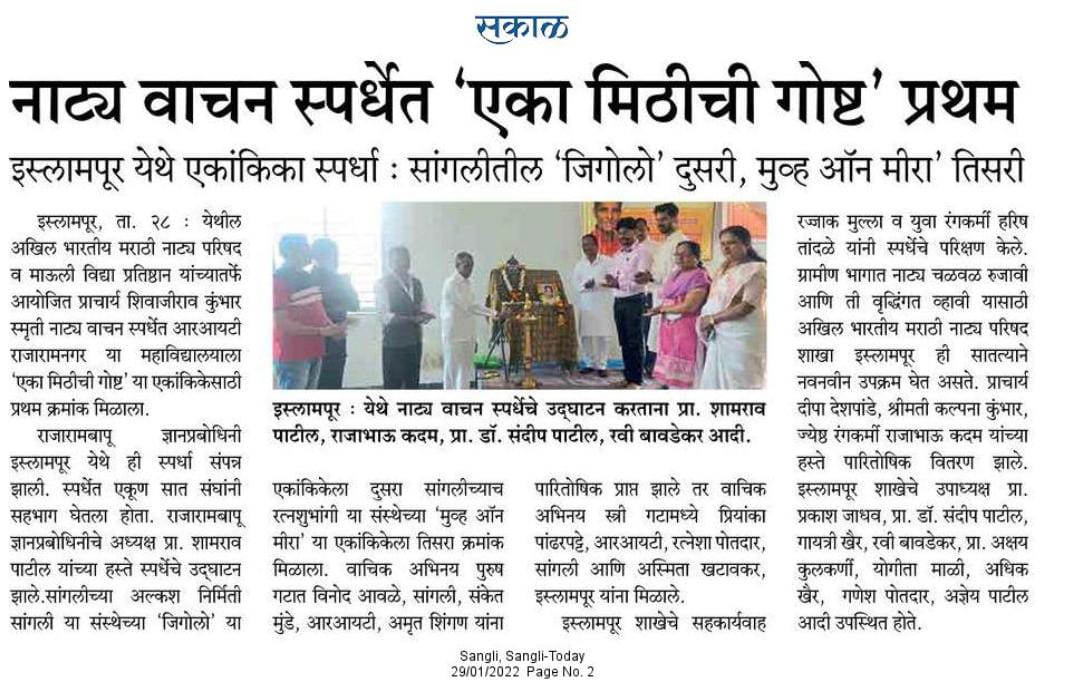 सकाळ
नाट्य वाचन स्पर्धेत ‘एका मिठीची गोष्ट’ प्रथम
इस्लामपूर येथे एकांकिका स्पर्धा : सांगलीतील ‘जिगोलो’ दुसरी, मुव्ह ऑन मीरा’ तिसरी
इस्लामपूर, ता. २८ : येथील
अखिल भारतीय मराठी नाट्य परिषद
व माऊली विद्या प्रतिष्ठान यांच्यातर्फे
आयोजित प्राचार्य शिवाजीराव कुंभार
स्मृती नाट्य वाचन स्पर्धेत आरआयटी
राजारामनगर या महाविद्यालयाला
‘एका मिठीची गोष्ट’ या एकांकिकेसाठी
प्रथम क्रमांक मिळाला.
राजारामबापू ज्ञानप्रबोधिनी
इस्लामपूर येथे ही स्पर्धा संपन्न
झाली. स्पर्धेत एकूण सात संघांनी
सहभाग घेतला होता. राजारामबापू
ज्ञानप्रबोधिनीचे अध्यक्ष प्रा. शामराव
पाटील यांच्या हस्ते स्पर्धेचे उद्‌घाटन
झाले.सांगलीच्या अल्कश निर्मिती
सांगली या संस्थेच्या ‘जिगोलो’ या
इस्लामपूर : येथे नाट्य वाचन स्पर्धेचे उद्‌घाटन करताना प्रा. शामराव
पाटील, राजाभाऊ कदम, प्रा. डॉ. संदीप पाटील, रवी बावडेकर आदी.
एकांकिकेला दुसरा सांगलीच्याच
रत्नशुभांगी या संस्थेच्या ‘मुव्ह ऑन
मीरा’ या एकांकिकेला तिसरा क्रमांक
मिळाला. वाचिक अभिनय पुरुष
गटात विनोद आवळे, सांगली, संकेत
मुंडे, आरआयटी, अमृत शिंगण यांना
पारितोषिक प्राप्त झाले तर वाचिक
अभिनय स्त्री गटामध्ये प्रियांका
पांढरपट्टे, आरआयटी, रत्नेशा पोतदार,
सांगली आणि अस्मिता खटावकर,
इस्लामपूर यांना मिळाले.
इस्लामपूर शाखेचे सहकार्यवाह
रज्जाक मुल्ला व युवा रंगकर्मी हरिष
तांदळे यांनी स्पर्धेचे परिक्षण केले.
ग्रामीण भागात नाट्य चळवळ रुजावी
आणि ती वृद्धिंगत व्हावी यासाठी
अखिल भारतीय मराठी नाट्य परिषद
शाखा इस्लामपूर ही सातत्याने
नवनवीन उपक्रम घेत असते. प्राचार्य
दीपा देशपांडे, श्रीमती कल्पना कुंभार,
ज्येष्ठ रंगकर्मी राजाभाऊ कदम यांच्या
हस्ते पारितोषिक वितरण झाले.
इस्लामपूर शाखेचे उपाध्यक्ष प्रा.
प्रकाश जाधव, प्रा. डॉ. संदीप पाटील,
गायत्री खैर, रवी बावडेकर, प्रा. अक्षय
कुलकर्णी, योगीता माळी, अधिक
खैर, गणेश पोतदार, अज्ञेय पाटील
आदी उपस्थित होते.
Sangli, Sangli-Today
29/01/2022 Page No. 2